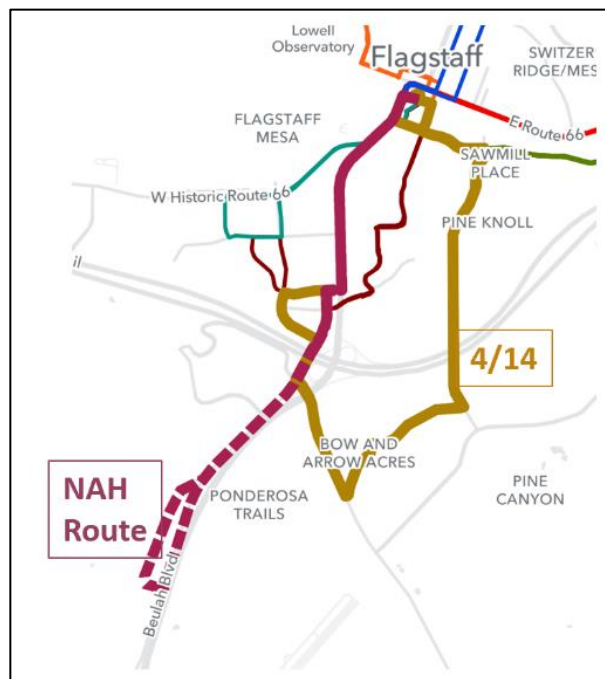 Lowell
Observatory
Flagstaff
SWITZER
RIDGE/MES
FLAGSTAFF
MESA
E Route 66
SAWMILL
PLACE
W Historic Route 66
PINE KNOLL
il
4/14
BOW AND
ARROW ACRES
NAH
Route
PONDEROSA
TRAILS
PINE
CANYON
Beulah Blvd